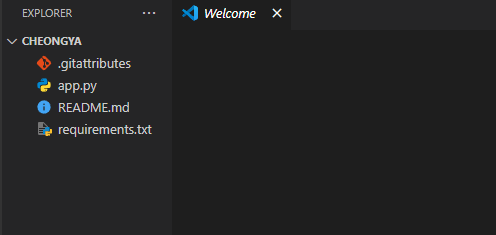 EXPLORER
Welcome
CHEONGYA
.gitattributes
app.py
README.md
requirements.txt